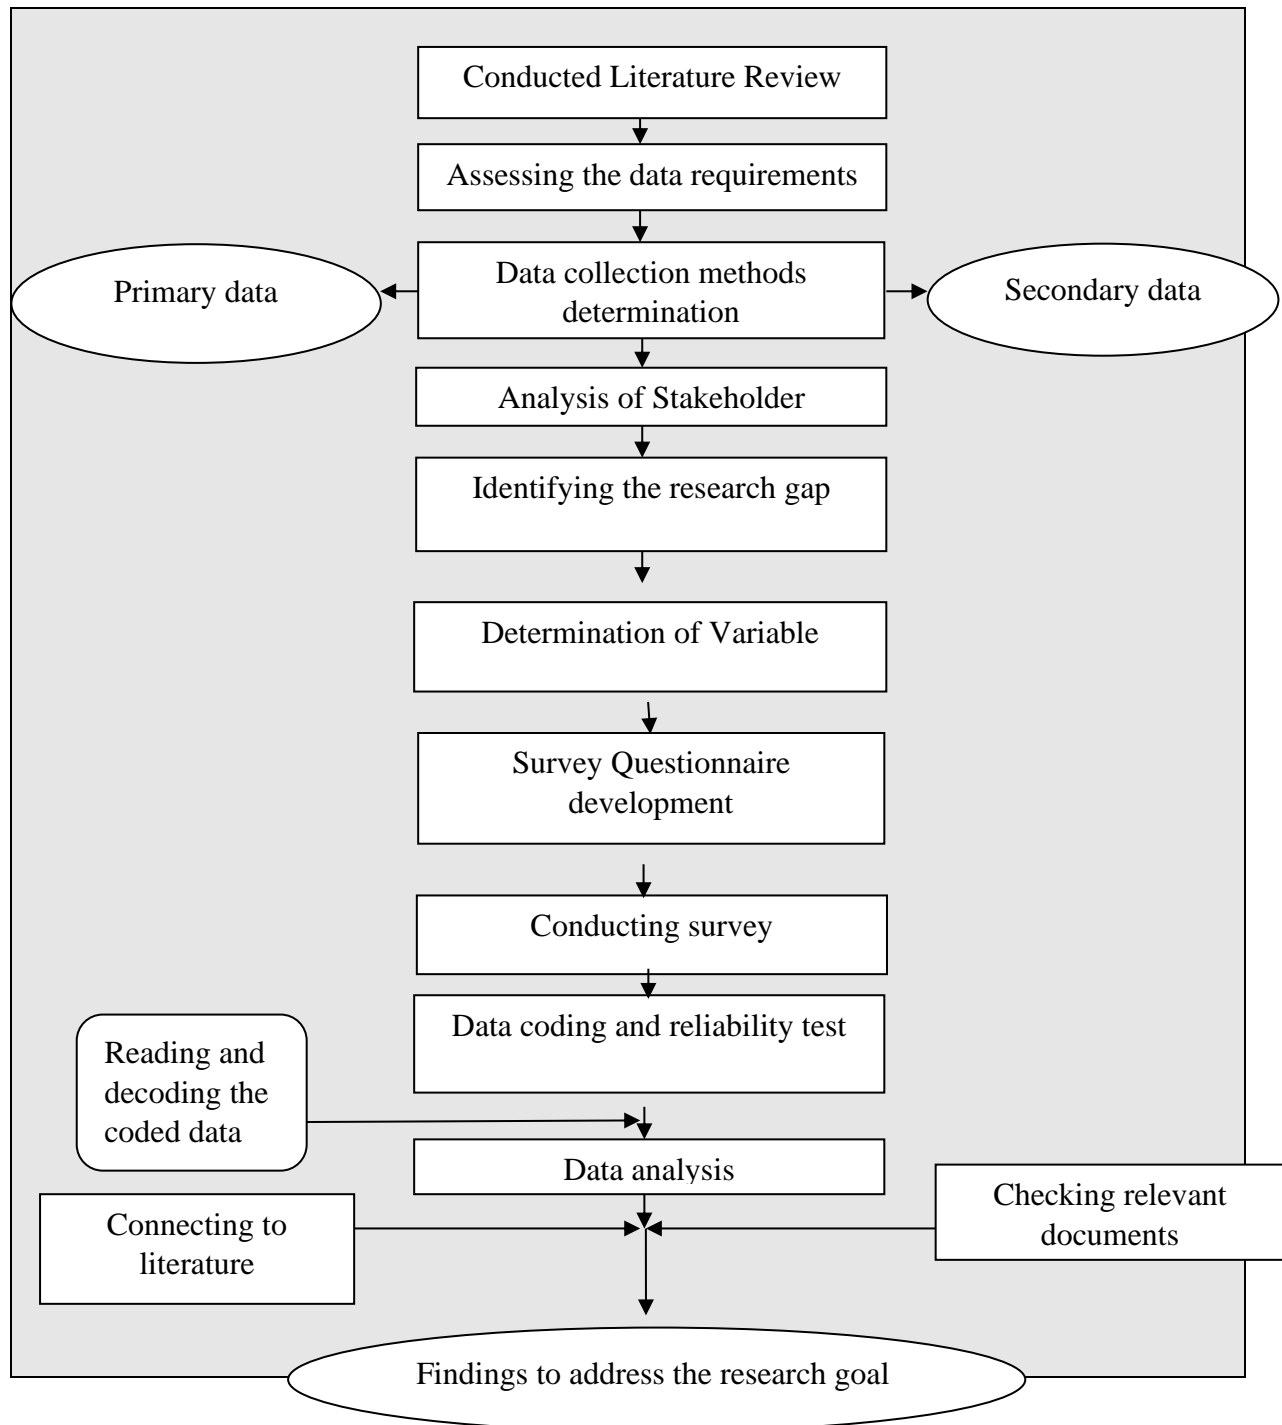 Conducted Literature Review
Assessing the data requirements
Data collection methods
determination
Primary data
Secondary data
Analysis of Stakeholder
Identifying the research gap
Determination of Variable
Survey Questionnaire
development
Conducting survey
Data coding and reliability test
Reading and
decoding the
coded data
Data analysis
Connecting to
literature
Checking relevant
documents
Findings to address the research goal